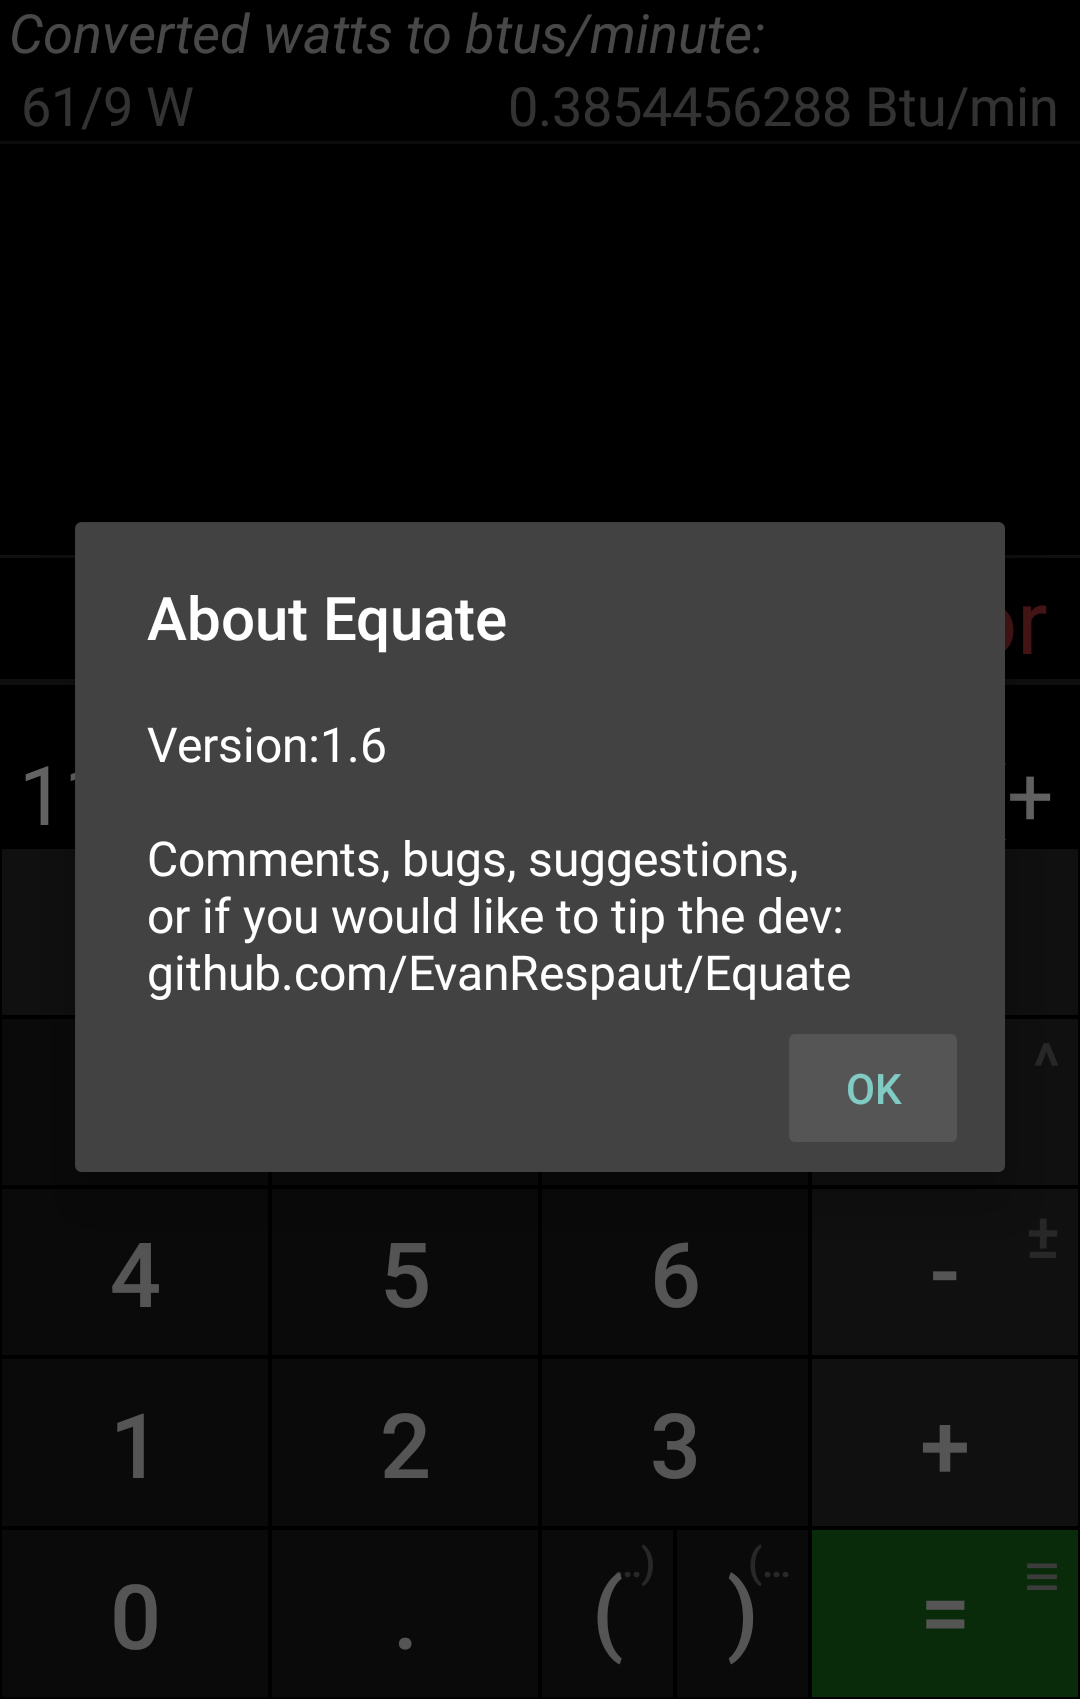 Converted watts to btus/minute:
61/9 W 0.3854456288 Btu/min
About Equate
Version:1.6
+
Comments, bugs, suggestions,
or if you would like to tip the dev:
github.com/EvanRespaut/Equate
OK
^
4 5 6 - ±
1 2 3 +
0 . ( ..) ) (... = ≡